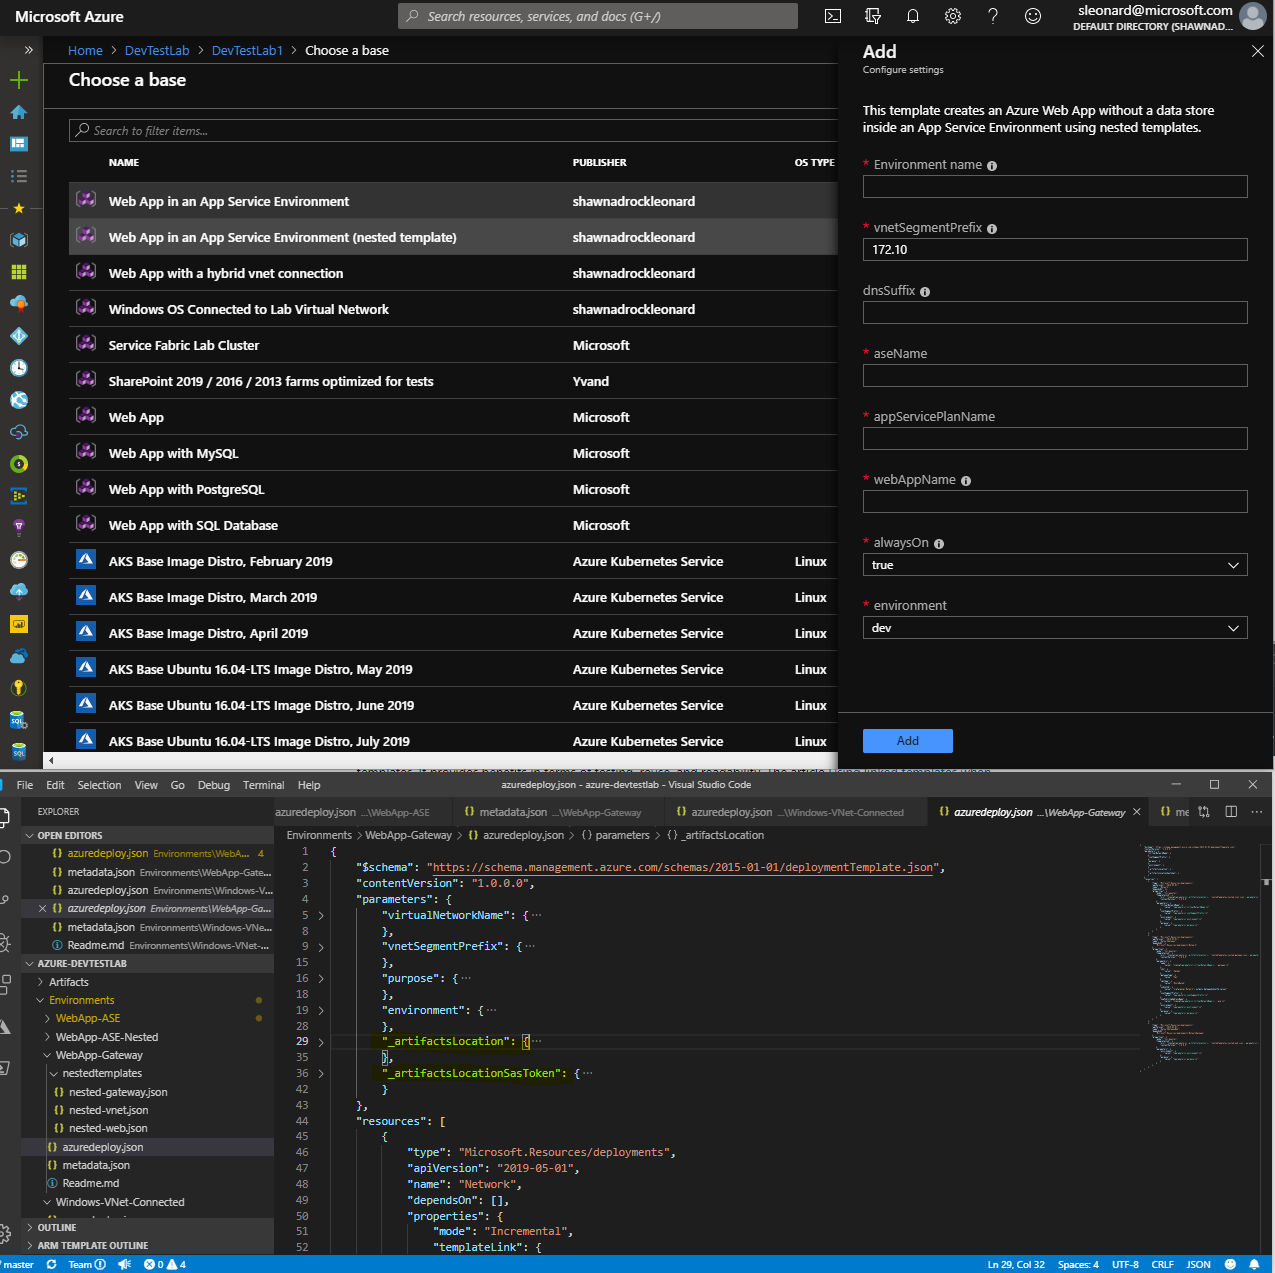 Microsoft Azure
Search resources, services, and docs (G+/)
sleonard@microsoft.com
DEFAULT DIRECTORY (SHAWNAD...
Home > DevTestLab > DevTestLab1 > Choose a base
Choose a base
Search to filter items...
NAME PUBLISHER OS TYPE
Web App in an App Service Environment shawnadrockleonard
Web App in an App Service Environment (nested template) shawnadrockleonard
Web App with a hybrid vnet connection shawnadrockleonard
Windows OS Connected to Lab Virtual Network shawnadrockleonard
Service Fabric Lab Cluster Microsoft
SharePoint 2019 / 2016 / 2013 farms optimized for tests Yvand
Web App Microsoft
Web App with MySQL Microsoft
Web App with PostgreSQL Microsoft
Web App with SQL Database Microsoft
AKS Base Image Distro, February 2019 Azure Kubernetes Service Linux
AKS Base Image Distro, March 2019 Azure Kubernetes Service Linux
AKS Base Image Distro, April 2019 Azure Kubernetes Service Linux
AKS Base Ubuntu 16.04-LTS Image Distro, May 2019 Azure Kubernetes Service Linux
AKS Base Ubuntu 16.04-LTS Image Distro, June 2019 Azure Kubernetes Service Linux
AKS Base Ubuntu 16.04-LTS Image Distro, July 2019 Azure Kubernetes Service Linux
Add
Configure settings
This template creates an Azure Web App without a data store
inside an App Service Environment using nested templates.
* Environment name
* vnetSegmentPrefix
172.10
dnsSuffix
* aseName
* appServicePlanName
* webAppName
* alwaysOn
true
* environment
dev
Add
File Edit Selection View Go Debug Terminal Help
azuredeploy.json - azure-devtestlab - Visual Studio Code
EXPLORER
OPEN EDITORS
azuredeploy.json Environments\WebA... 4
metadata.json Environments\WebApp-Gate...
azuredeploy.json Environments\Windows-V...
azuredeploy.json Environments\WebApp-Ga...
metadata.json Environments\Windows-VNe...
Readme.md Environments\Windows-VNet-...
AZURE-DEVTESTLAB
Artifacts
Environments
WebApp-ASE
WebApp-ASE-Nested
WebApp-Gateway
nestedtemplates
nested-gateway.json
nested-vnet.json
nested-web.json
azuredeploy.json
metadata.json
Readme.md
Windows-VNet-Connected
OUTLINE
ARM TEMPLATE OUTLINE
azuredeploy.json ...\WebApp-ASE
{} metadata.json ...\WebApp-Gateway
{} azuredeploy.json ...\Windows-VNet-Connected
{} azuredeploy.json ...\WebApp-Gateway
{} me
Environments > WebApp-Gateway > {} azuredeploy.json > {} parameters > {} _artifactsLocation
1 {
2 "$schema": "https://schema.management.azure.com/schemas/2015-01-01/deploymentTemplate.json",
3 "contentVersion": "1.0.0.0",
4 "parameters": {
5 "virtualNetworkName": {...
8 },
9 "vnetSegmentPrefix": {...
15 },
16 "purpose": {...
18 },
19 "environment": {...
28 },
29 "_artifactsLocation": {...
35 },
36 "_artifactsLocationSasToken": {...
42 }
43 },
44 "resources": [
45 {
46 "type": "Microsoft.Resources/deployments",
47 "apiVersion": "2019-05-01",
48 "name": "Network",
49 "dependsOn": [],
50 "properties": {
51 "mode": "Incremental",
52 "templateLink": {
master Team 0 4 Ln 29, Col 32 Spaces: 4 UTF-8 CRLF JSON